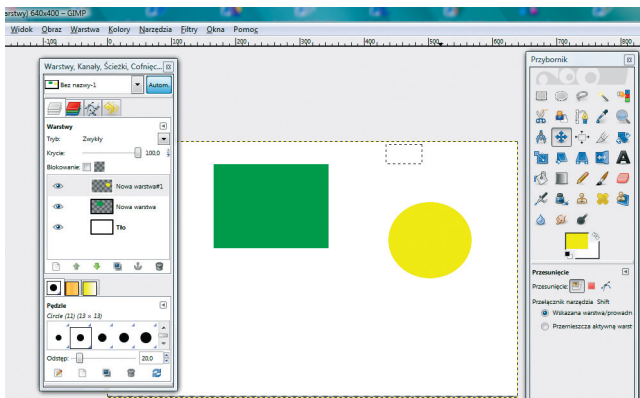 arstwy) 640x400 – GIMP
Widok Obraz Warstwa Kolory Narzędzia Filtry Okna Pomoc
-100 0 100 200 300 400 500 600 700 800
Warstwy, Kanały, Ścieżki, Cofnięc...
Bez nazwy-1
Autom.
Warstwy
Tryb: Zwykły
Krycie: 100,0
Blokowanie:
Nowa warstwa#1
Nowa warstwa
Tło
Pędzle
Circle (11) (13 × 13)
Odstęp: 20,0
Przybornik
Przesunięcie
Przesunięcie:
Przełącznik narzędzia Shift
Wskazana warstwa/prowadn
Przemieszcza aktywną warst